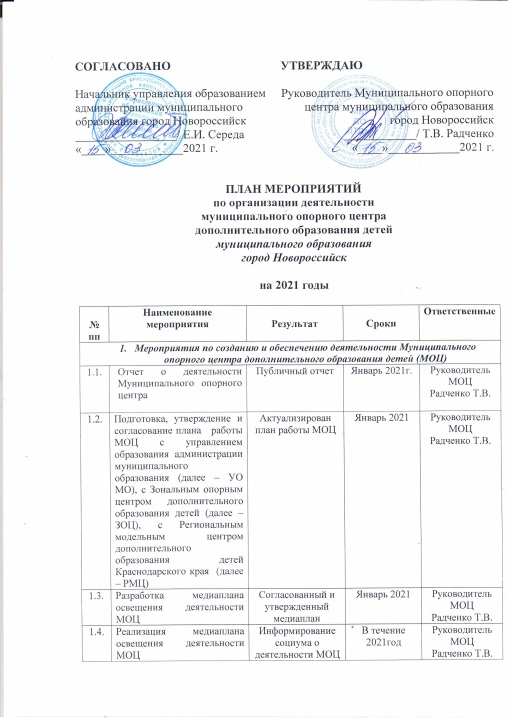 СОГЛАСОВАНО
Начальник управления образованием
администрации муниципального
образования город Новороссийск
Е.И. Середа
« 15 » 03 2021 г.
УТВЕРЖДАЮ
Руководитель Муниципального опорного
центра муниципального образования
город Новороссийск
/ Т.В. Радченко
« 15 » 03 2021 г.
ПЛАН МЕРОПРИЯТИЙ
по организации деятельности
муниципального опорного центра
дополнительного образования детей
муниципального образования
город Новороссийск
на 2021 годы
№
пп
Наименование
мероприятия
Результат
Сроки
Ответственные
1. Мероприятия по созданию и обеспечению деятельности Муниципального
опорного центра дополнительного образования детей (МОЦ)
1.1.
Отчет о деятельности
Муниципального опорного
центра
Публичный отчет
Январь 2021г.
Руководитель
МОЦ
Радченко Т.В.
1.2.
Подготовка, утверждение и
согласование плана работы
МОЦ с управлением
образования администрации
муниципального
образования (далее – УО
МО), с Зональным опорным
центром дополнительного
образования детей (далее –
ЗОЦ), с Региональным
модельным центром
дополнительного
образования детей
Краснодарского края (далее
– РМЦ)
Актуализирован
план работы МОЦ
Январь 2021
Руководитель
МОЦ
Радченко Т.В.
1.3.
Разработка медиаплана
освещения деятельности
МОЦ
Согласованный и
утвержденный
медиаплан
Январь 2021
Руководитель
МОЦ
Радченко Т.В.
1.4.
Реализация медиаплана
освещения деятельности
МОЦ
Информирование
социума о
деятельности МОЦ
В течение
2021год
Руководитель
МОЦ
Радченко Т.В.